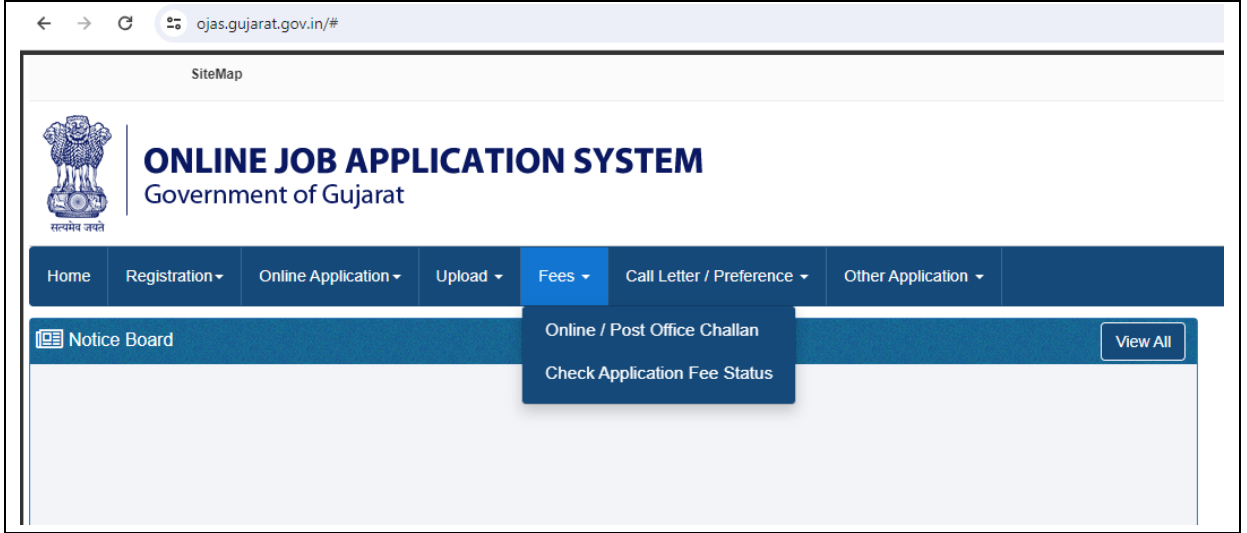 ojas.gujarat.gov.in/#
SiteMap
ONLINE JOB APPLICATION SYSTEM
Government of Gujarat
सत्यमेव जयते
Home Registration Online Application Upload Fees Call Letter / Preference Other Application
Notice Board View All
Online / Post Office Challan
Check Application Fee Status